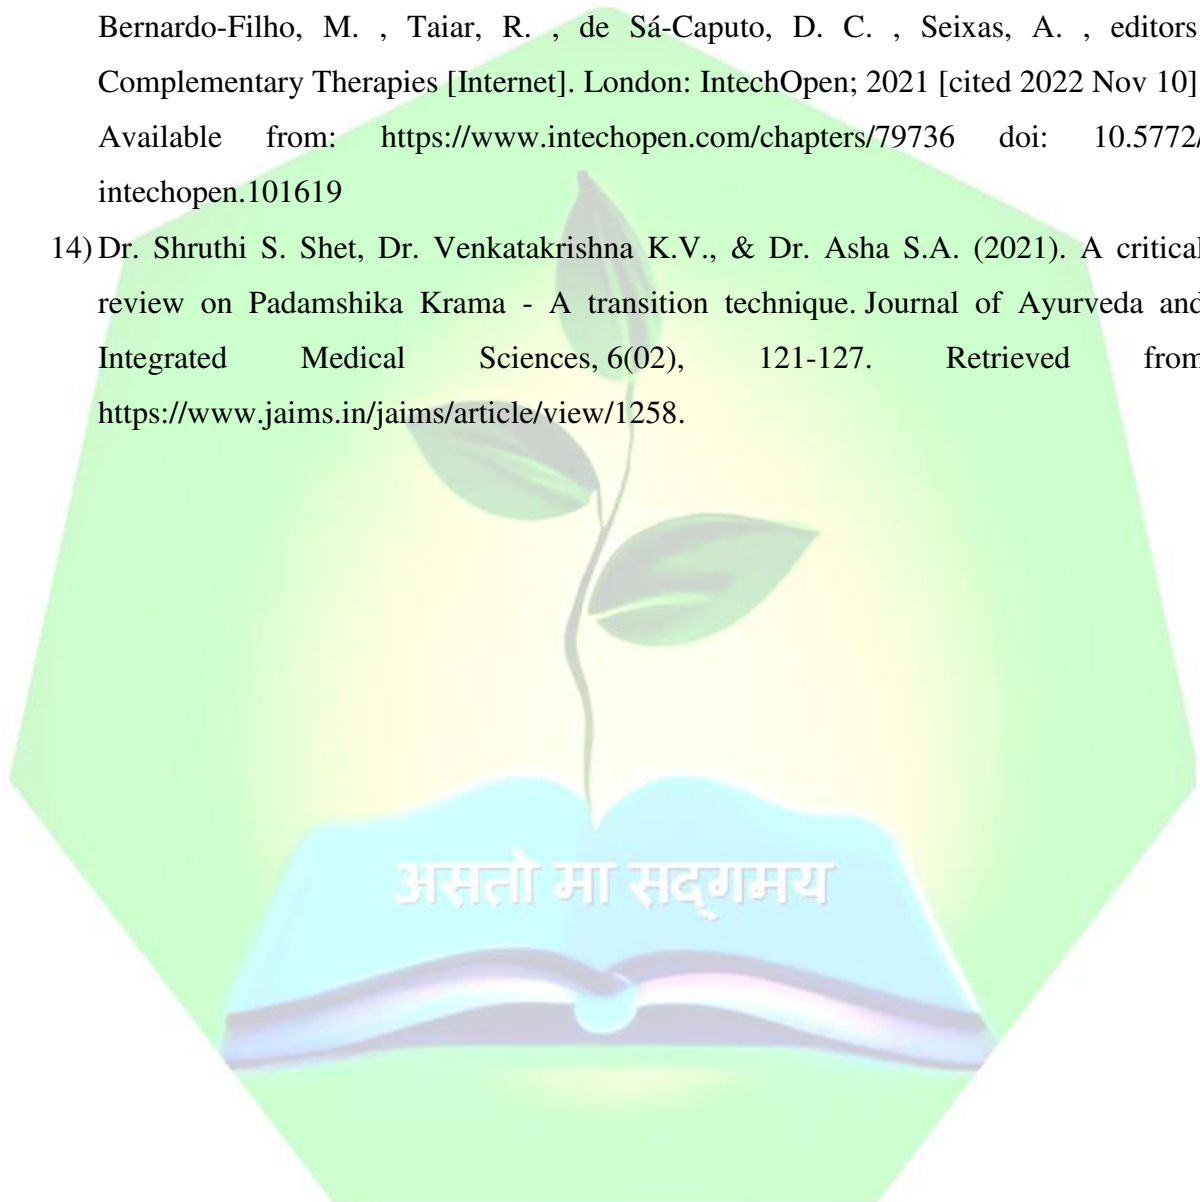 Bernardo-Filho, M. , Taiar, R. , de Sá-Caputo, D. C. , Seixas, A. , editors.
Complementary Therapies [Internet]. London: IntechOpen; 2021 [cited 2022 Nov 10]
Available from: https://www.intechopen.com/chapters/79736 doi: 10.5772/
intechopen.101619
14) Dr. Shruthi S. Shet, Dr. Venkatakrishna K.V., & Dr. Asha S.A. (2021). A critical
review on Padamshika Krama - A transition technique. Journal of Ayurveda and
Integrated Medical Sciences, 6(02), 121-127. Retrieved from
https://www.jaims.in/jaims/article/view/1258.
असतो मा सद्गमय